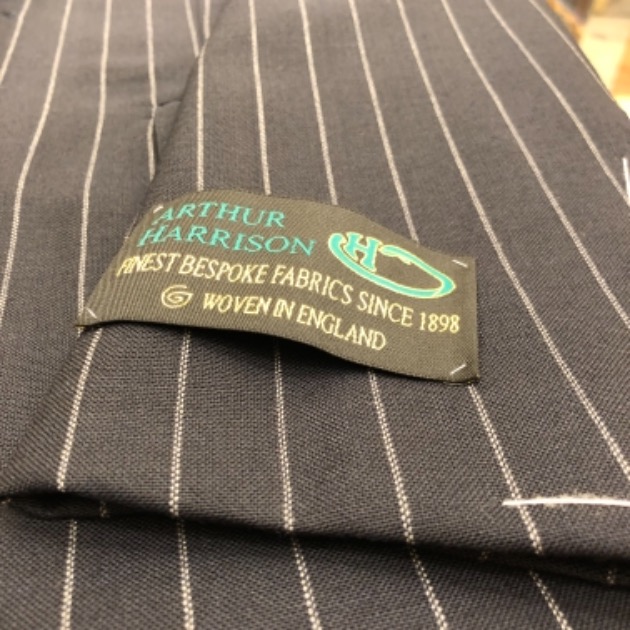 ARTHUR
HARRISON
H
FINEST BESPOKE FABRICS SINCE 1898
WOVEN IN ENGLAND